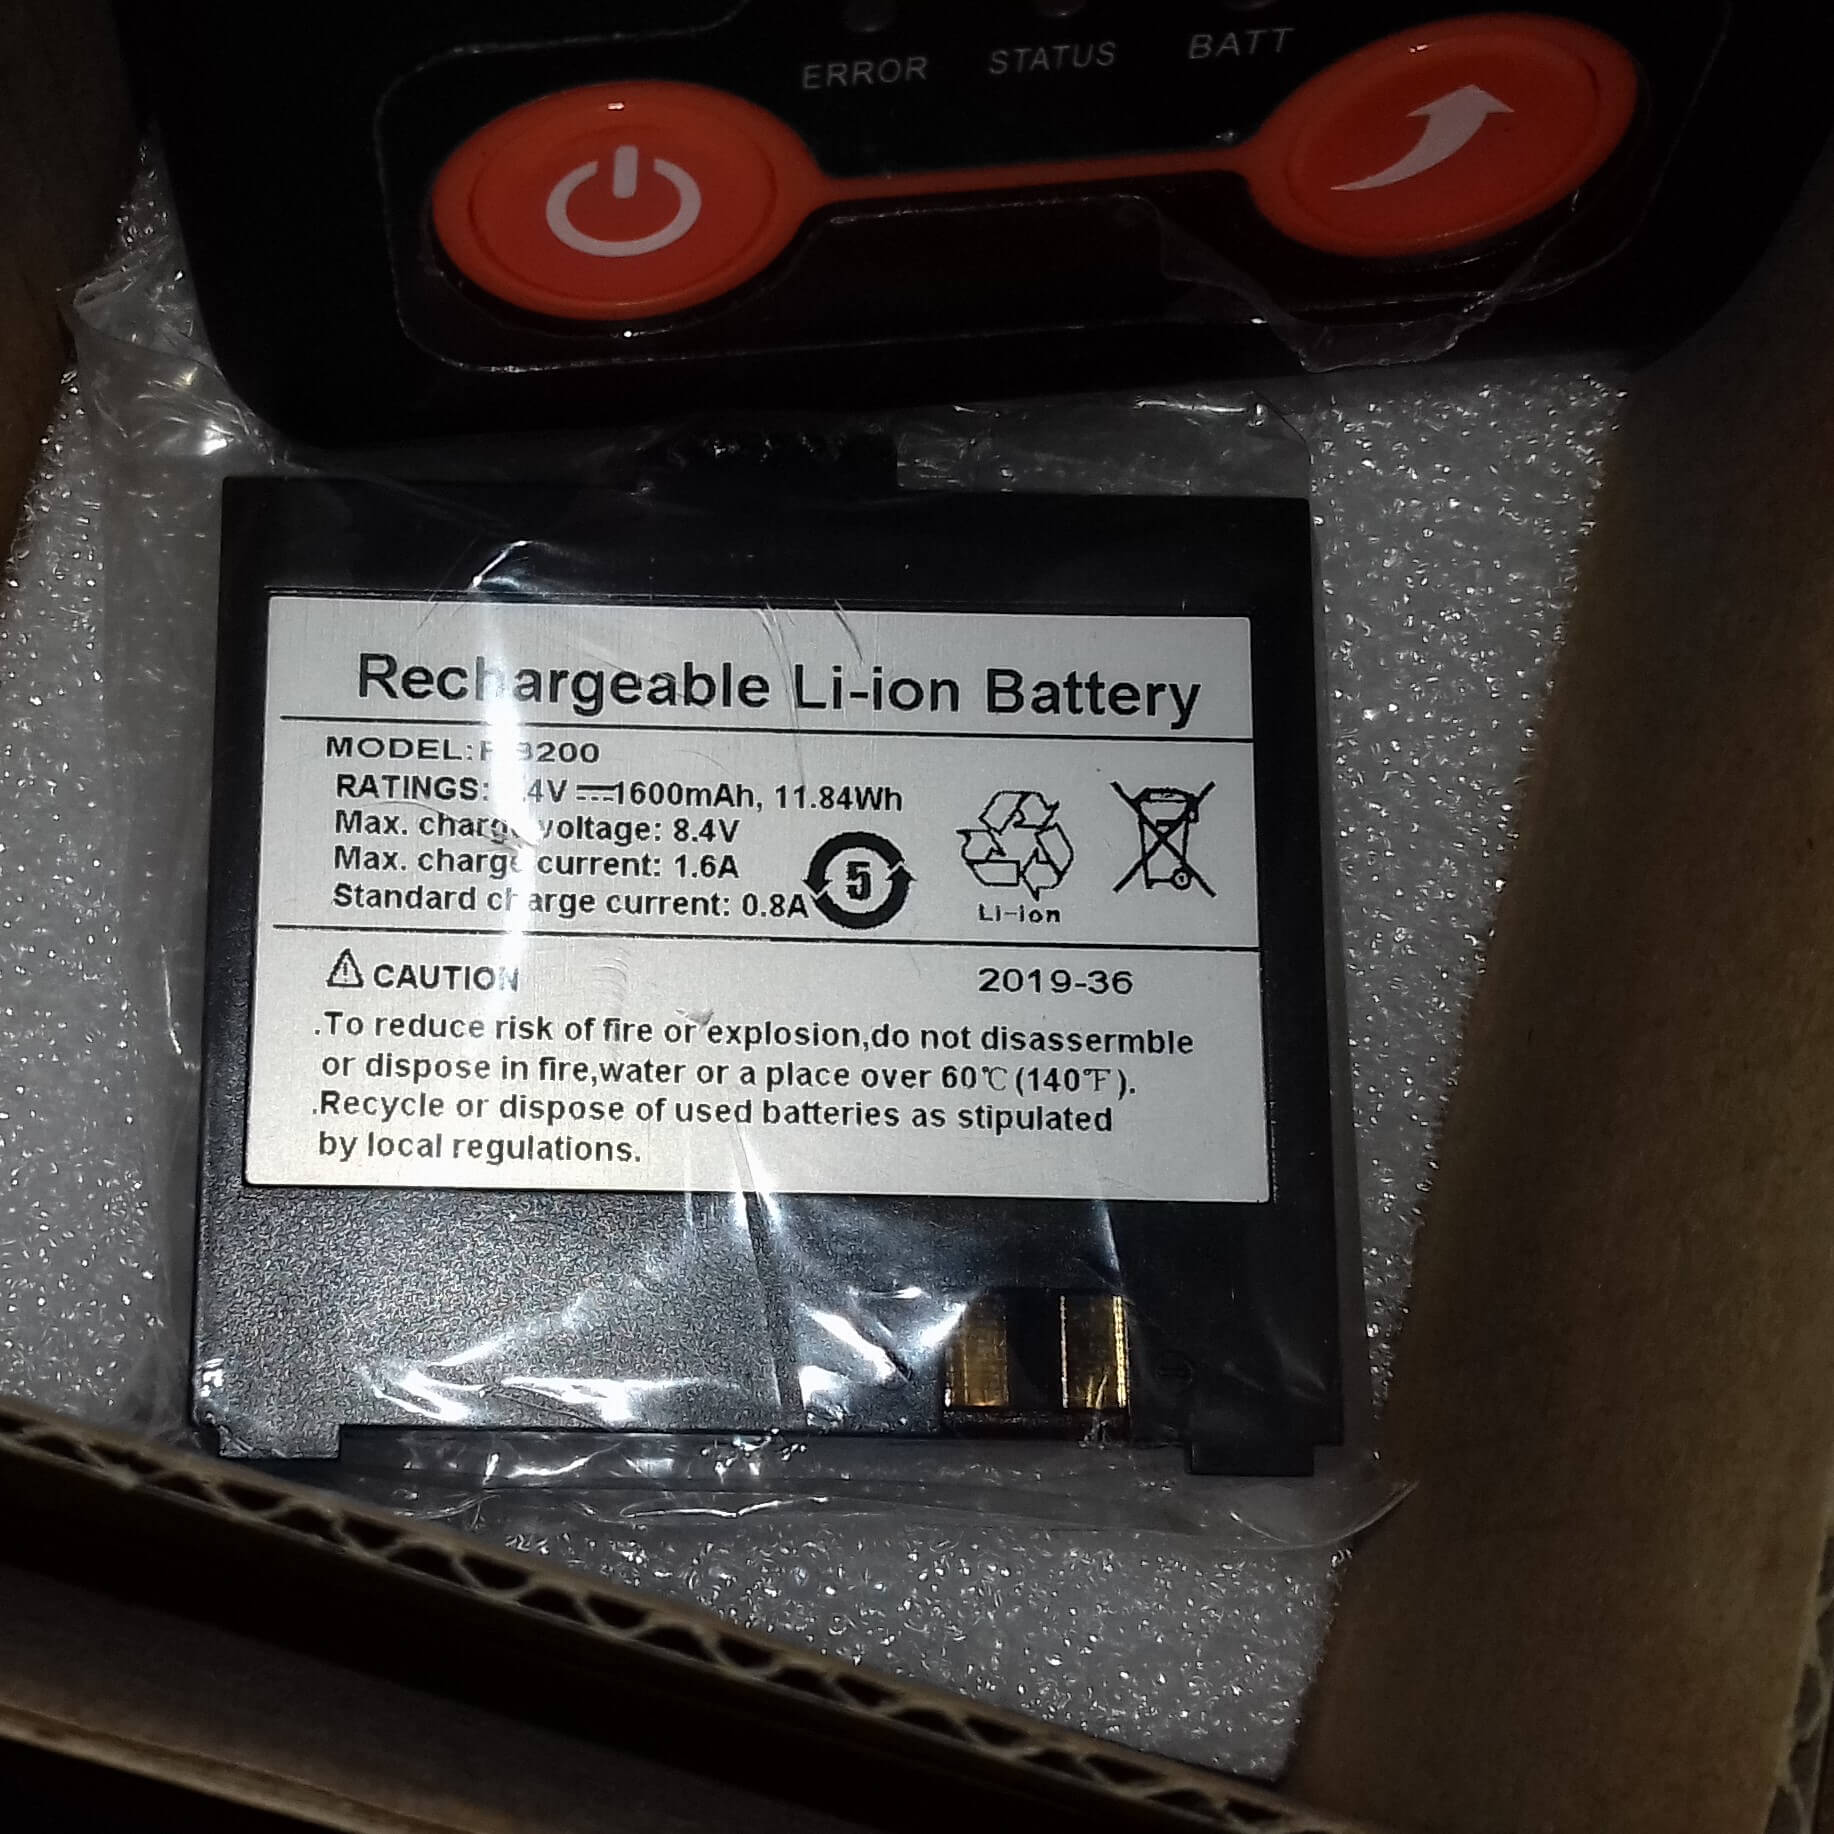 ERROR STATUS BATT
Rechargeable Li-ion Battery
MODEL:
RATINGS: 1600mAh, 11.84Wh
Max. charge voltage: 8.4V
Max. charge current: 1.6A
Standard charge current: 0.8A
5
Li-ion
CAUTION
2019-36
.To reduce risk of fire or explosion,do not disassermble
or dispose in fire,water or a place over 60℃(140℉).
.Recycle or dispose of used batteries as stipulated
by local regulations.